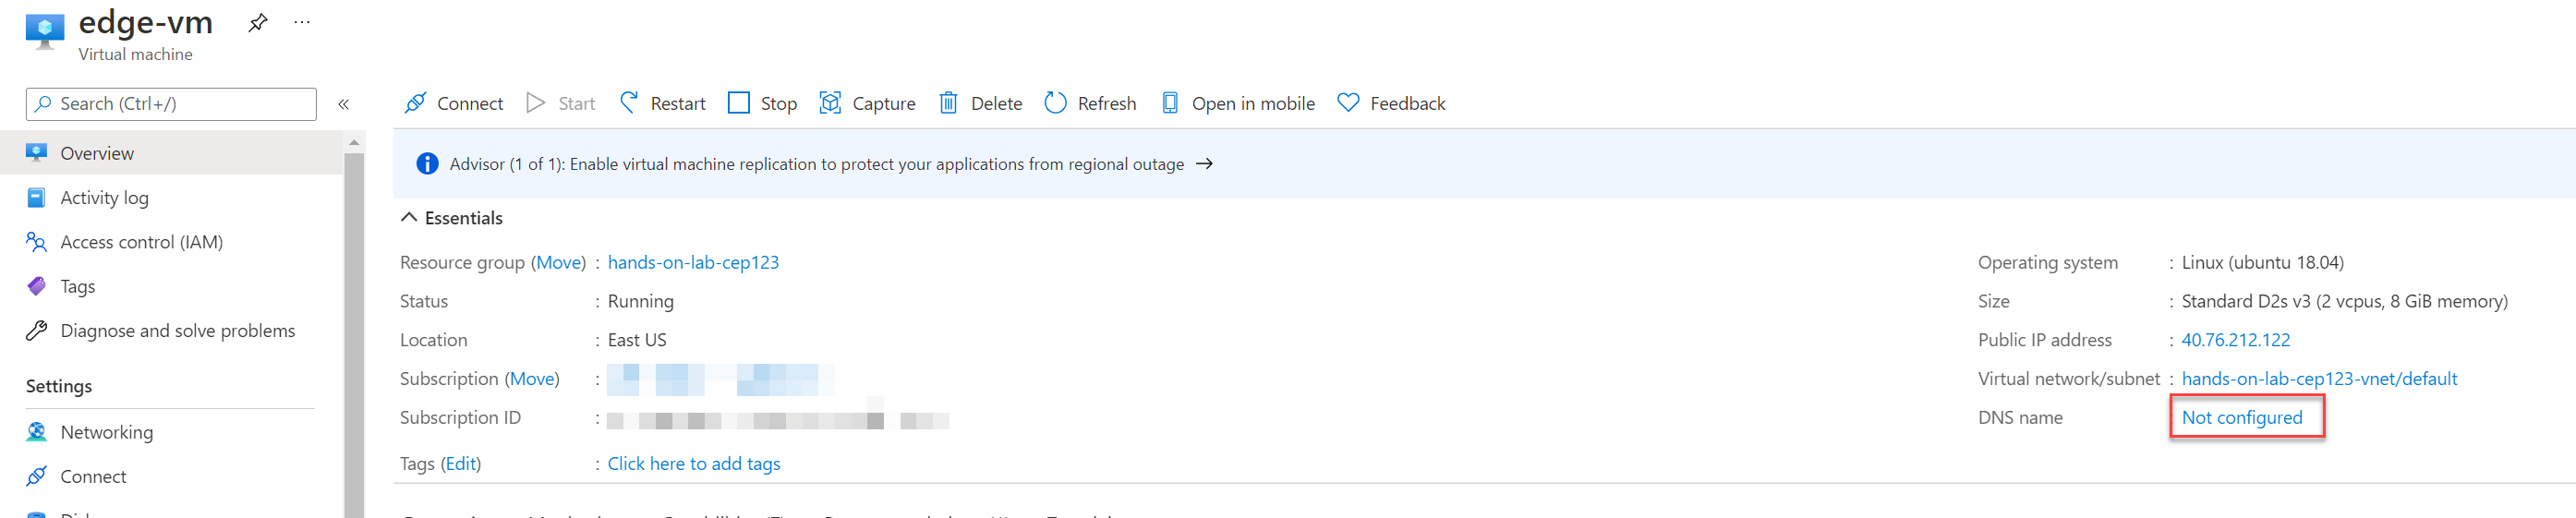 edge-vm
Virtual machine
Search (Ctrl+/)
Overview
Activity log
Access control (IAM)
Tags
Diagnose and solve problems
Settings
Networking
Connect
Connect Start Restart Stop Capture Delete Refresh Open in mobile Feedback
Advisor (1 of 1): Enable virtual machine replication to protect your applications from regional outage →
Essentials
Resource group (Move) : hands-on-lab-cep123
Status : Running
Location : East US
Subscription (Move) :
Subscription ID :
Tags (Edit) : Click here to add tags
Operating system : Linux (ubuntu 18.04)
Size : Standard D2s v3 (2 vcpus, 8 GiB memory)
Public IP address : 40.76.212.122
Virtual network/subnet : hands-on-lab-cep123-vnet/default
DNS name : Not configured